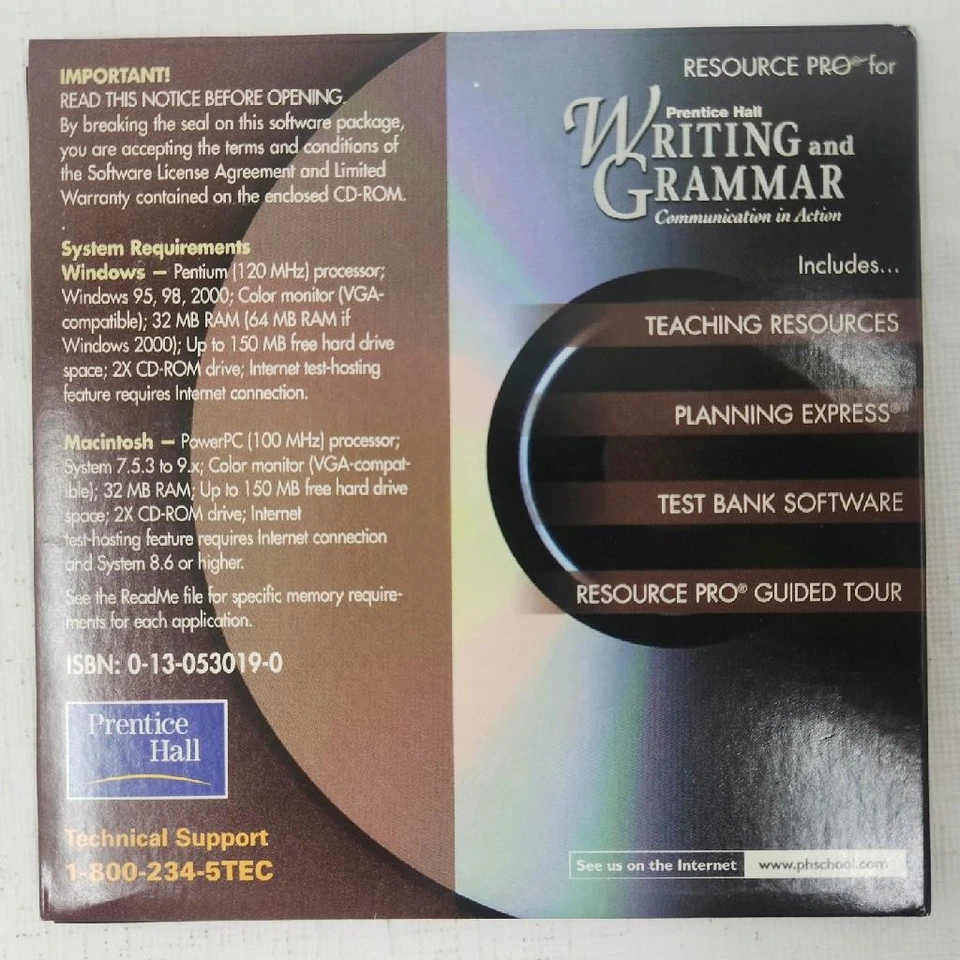 IMPORTANT!
READ THIS NOTICE BEFORE OPENING.
By breaking the seal on this software package,
you are accepting the terms and conditions of
the Software License Agreement and Limited
Warranty contained on the enclosed CD-ROM.
System Requirements
Windows — Pentium (120 MHz) processor;
Windows 95, 98, 2000; Color monitor (VGA-
compatible); 32 MB RAM (64 MB RAM if
Windows 2000); Up to 150 MB free hard drive
space; 2X CD-ROM drive; Internet test-hosting
feature requires Internet connection.
Macintosh — PowerPC (100 MHz) processor;
System 7.5.3 to 9.x; Color monitor (VGA-compat-
ible); 32 MB RAM; Up to 150 MB free hard drive
space; 2X CD-ROM drive; Internet
test-hosting feature requires Internet connection
and System 8.6 or higher.
See the ReadMe file for specific memory require-
ments for each application.
ISBN: 0-13-053019-0
Prentice
Hall
Technical Support
1-800-234-5TEC
RESOURCE PRO® for
Prentice Hall
WRITING and
GRAMMAR
Communication in Action
Includes...
TEACHING RESOURCES
PLANNING EXPRESS®
TEST BANK SOFTWARE
RESOURCE PRO® GUIDED TOUR
See us on the Internet www.phschool.com